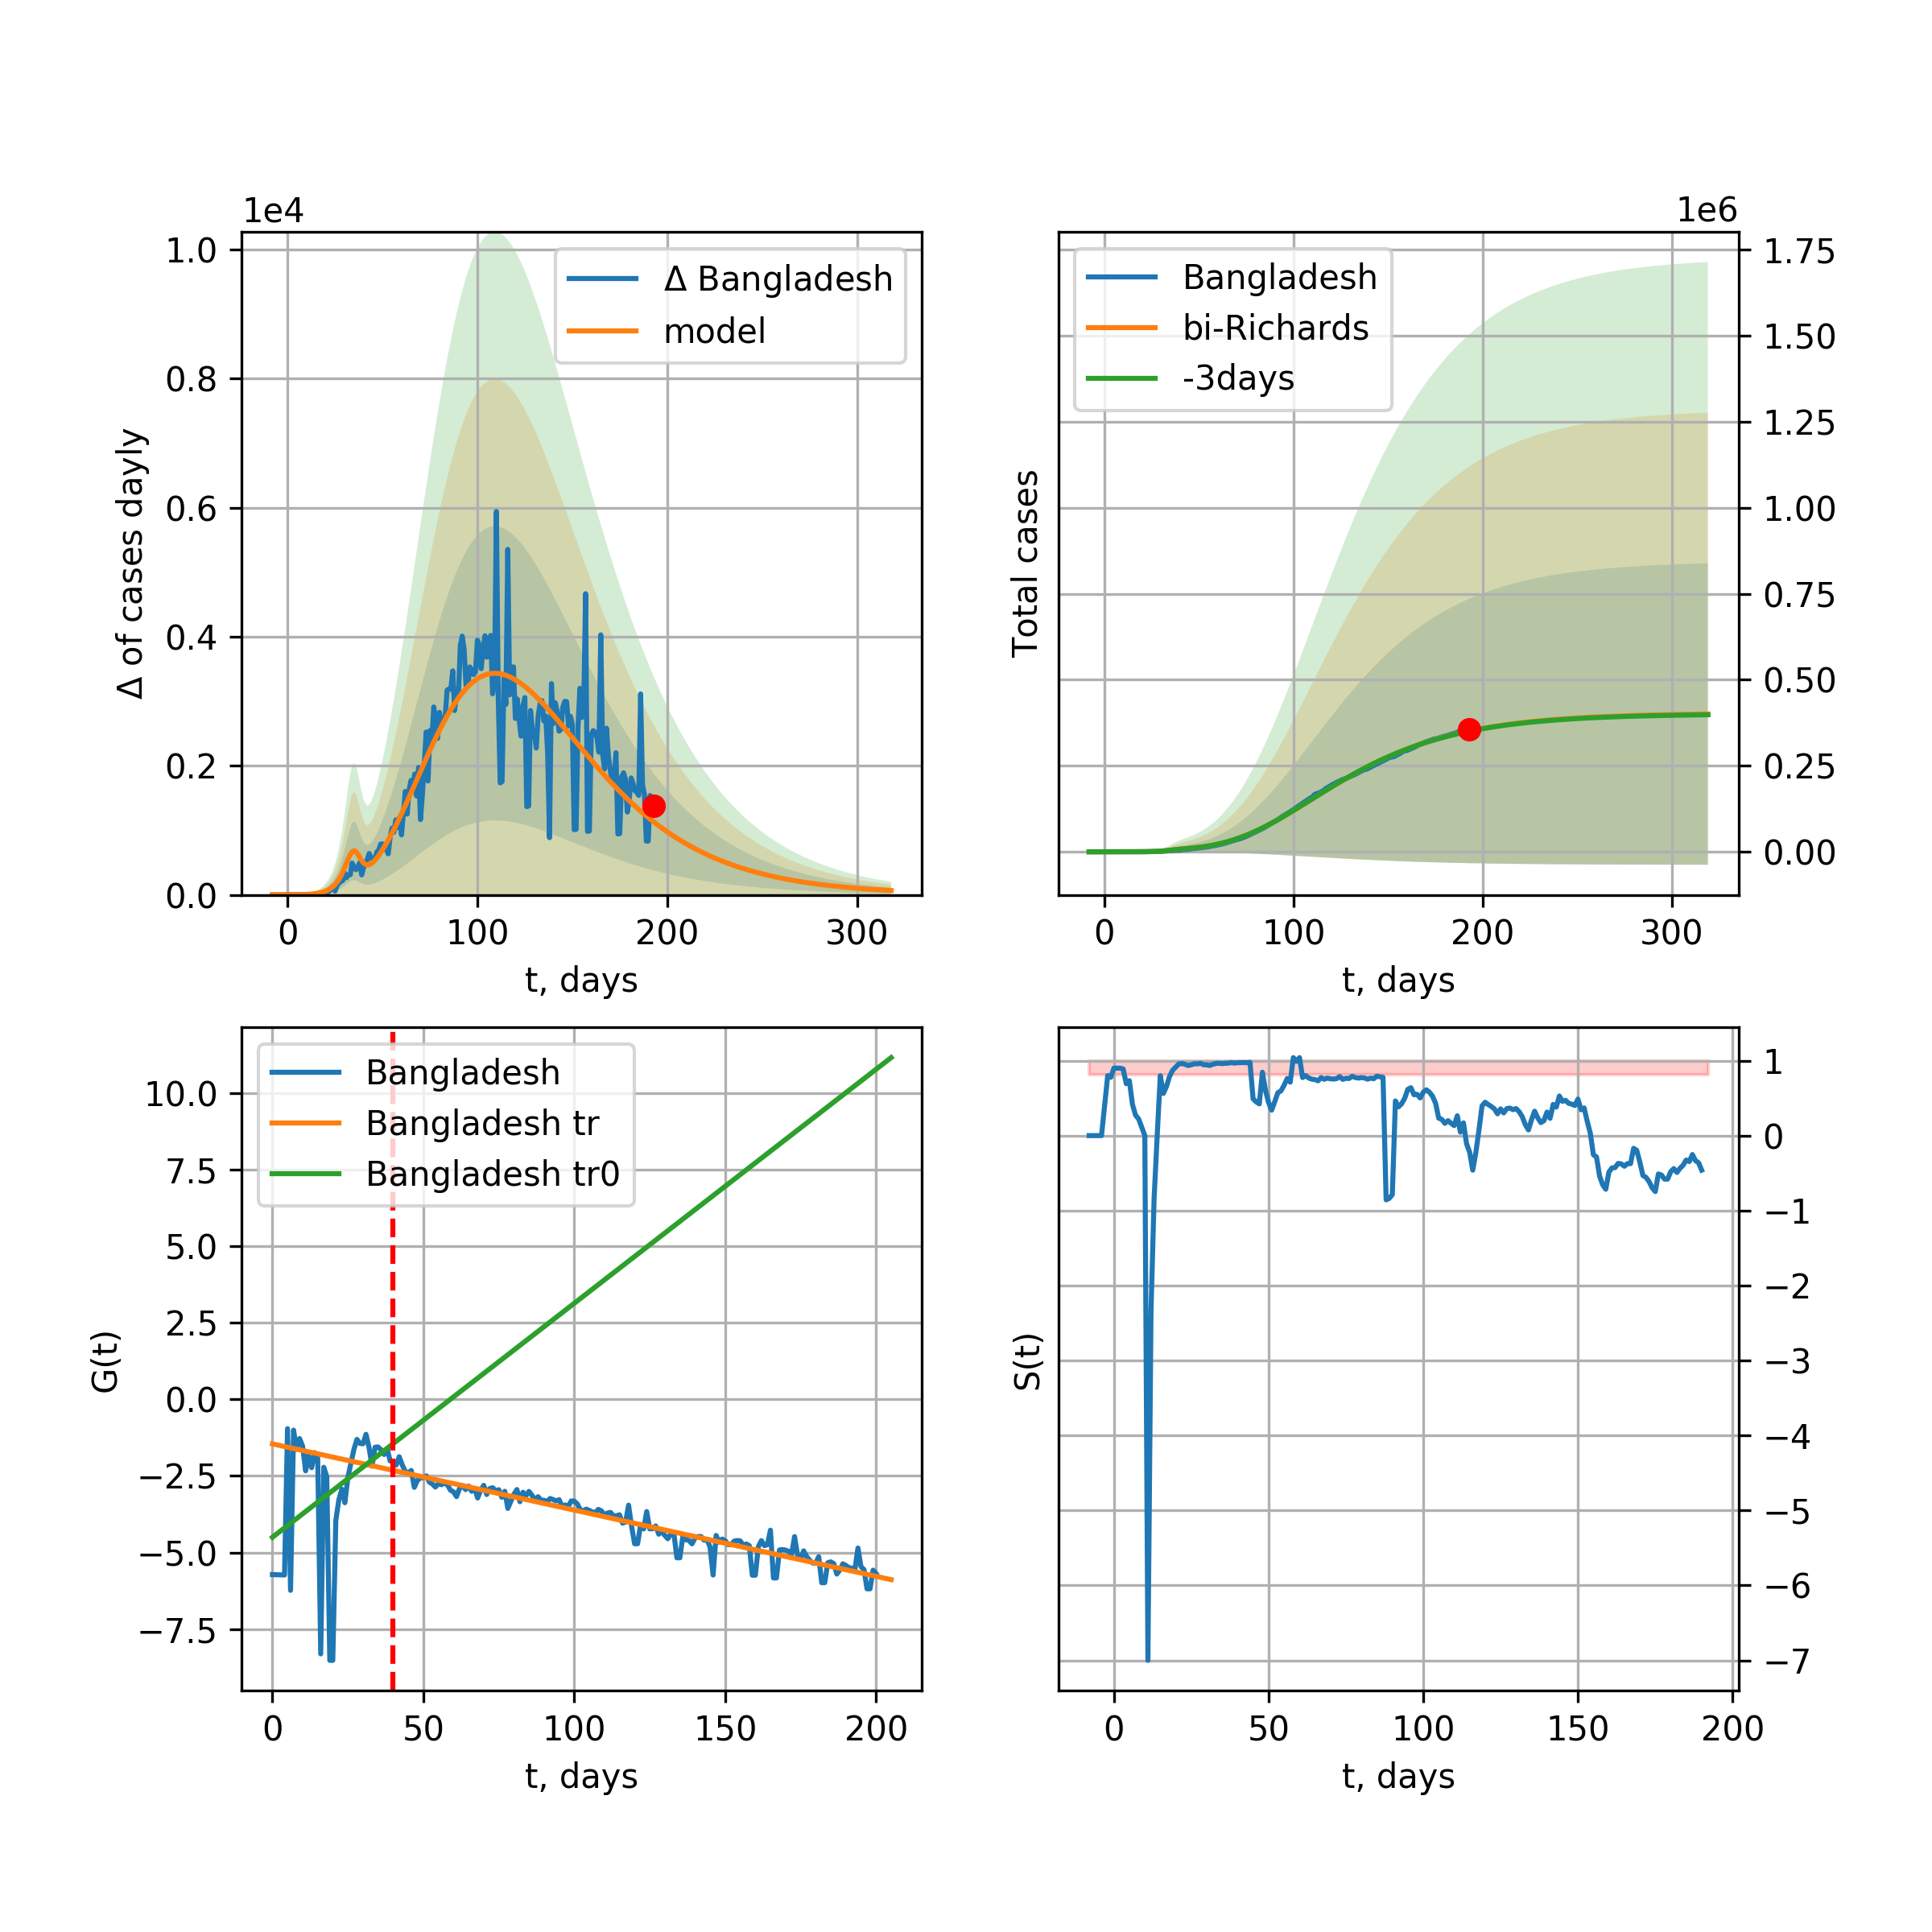 1e4
1.0
0.8
0.6
0.4
0.2
0.0
Δ of cases dayly
Δ Bangladesh
model
0 100 200 300
t, days
1e6
1.75
1.50
1.25
1.00
0.75
0.50
0.25
0.00
Total cases
Bangladesh
bi-Richards
-3days
0 100 200 300
t, days
10.0
7.5
5.0
2.5
0.0
−2.5
−5.0
−7.5
G(t)
Bangladesh
Bangladesh tr
Bangladesh tr0
0 50 100 150 200
t, days
1
0
−1
−2
−3
−4
−5
−6
−7
S(t)
0 50 100 150 200
t, days